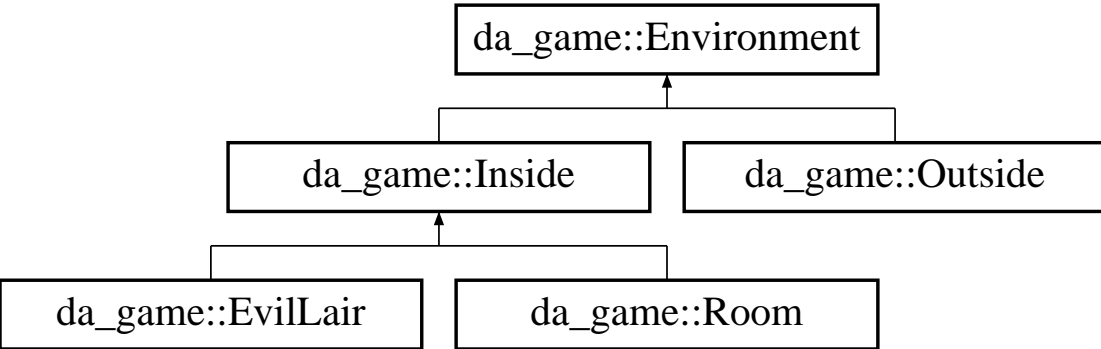 da_game::Environment
da_game::Inside
da_game::Outside
da_game::EvilLair
da_game::Room